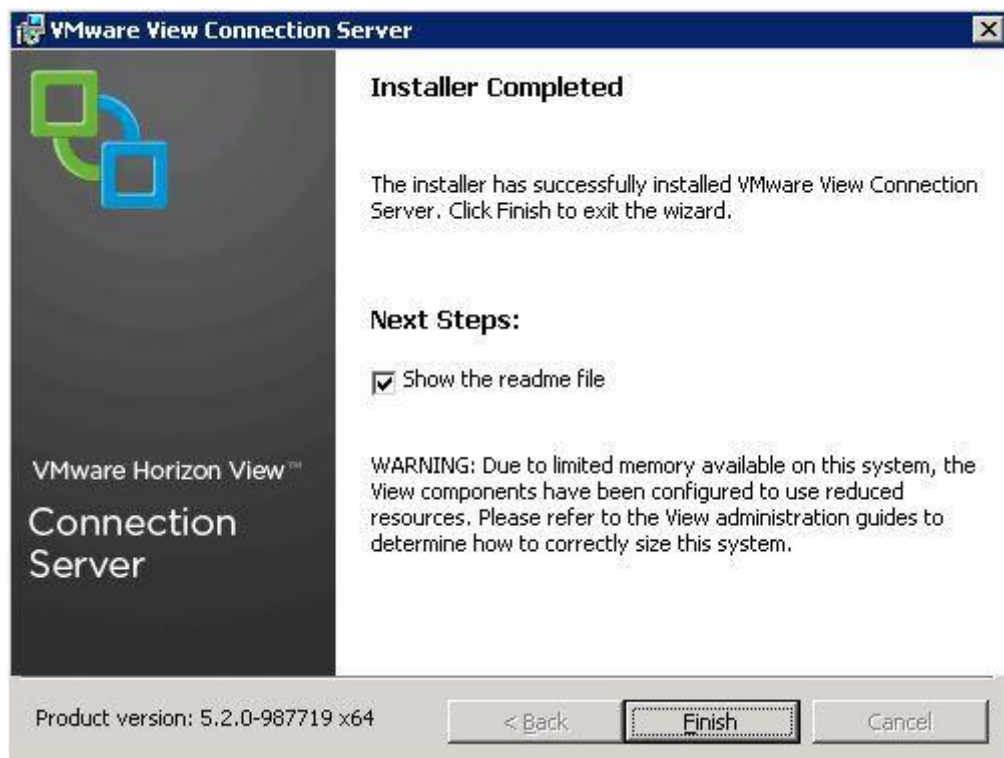 VMware View Connection Server
Installer Completed
The installer has successfully installed VMware View Connection
Server. Click Finish to exit the wizard.
Next Steps:
Show the readme file
WARNING: Due to limited memory available on this system, the
View components have been configured to use reduced
resources. Please refer to the View administration guides to
determine how to correctly size this system.
VMware Horizon View™
Connection
Server
Product version: 5.2.0-987719 x64
< Back
Finish
Cancel